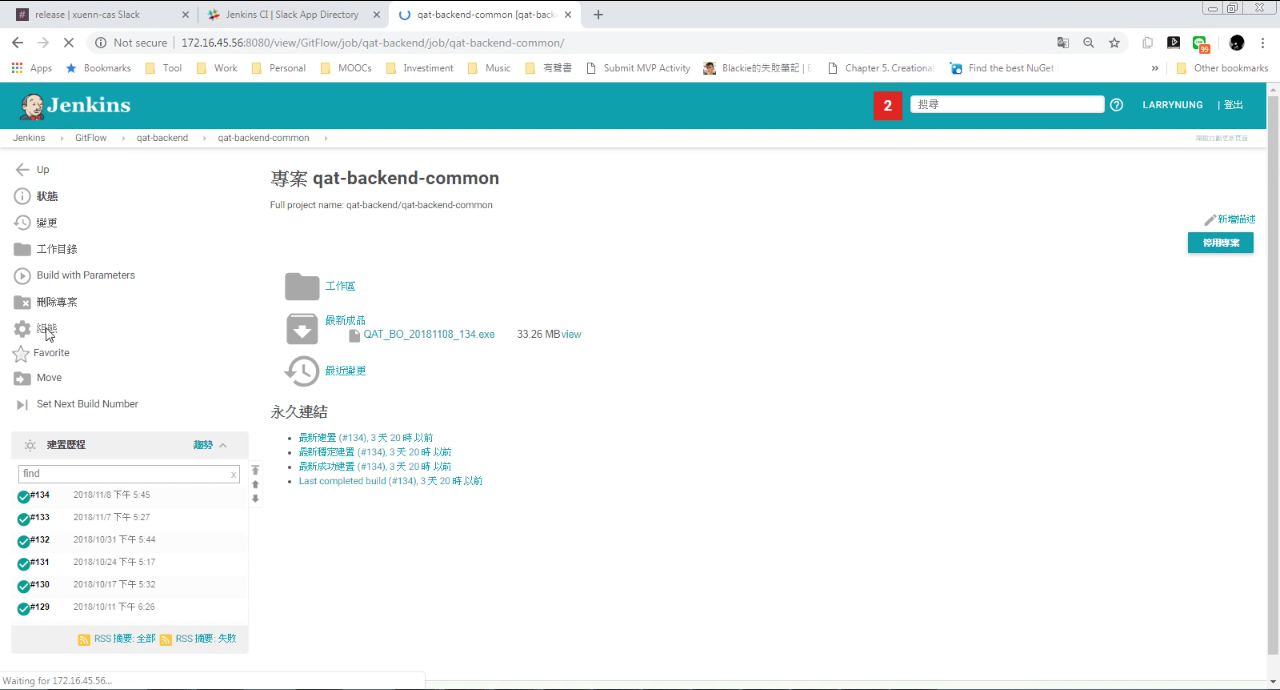 release | xuenn-cas Slack
Jenkins CI | Slack App Directory
qat-backend-common [qat-back
Not secure | 172.16.45.56:8080/view/GitFlow/job/qat-backend/job/qat-backend-common/
Apps Bookmarks Tool Work Personal MOOCs Investiment Music 有聲書 Submit MVP Activity Blackie的失敗筆記 | Chapter 5. Creationa Find the best NuGet » Other bookmarks
Jenkins 2 搜尋 LARRYNUNG | 登出
Jenkins GitFlow qat-backend qat-backend-common
Up
狀態
變更
工作目錄
Build with Parameters
刪除專案
組態
Favorite
Move
Set Next Build Number
專案 qat-backend-common
Full project name: qat-backend/qat-backend-common
新增描述
停用專案
工作區
最新成品
QAT_BO_20181108_134.exe 33.26 MB view
最近變更
永久連結
最新建置 (#134), 3 天 20 時 以前
最新穩定建置 (#134), 3 天 20 時 以前
最新成功建置 (#134), 3 天 20 時 以前
Last completed build (#134), 3 天 20 時 以前
建置歷程 趨勢
find x
#134 2018/11/8 下午 5:45
#133 2018/11/7 下午 5:27
#132 2018/10/31 下午 5:44
#131 2018/10/24 下午 5:17
#130 2018/10/17 下午 5:32
#129 2018/10/11 下午 6:26
RSS 摘要: 全部 RSS 摘要: 失敗
Waiting for 172.16.45.56...